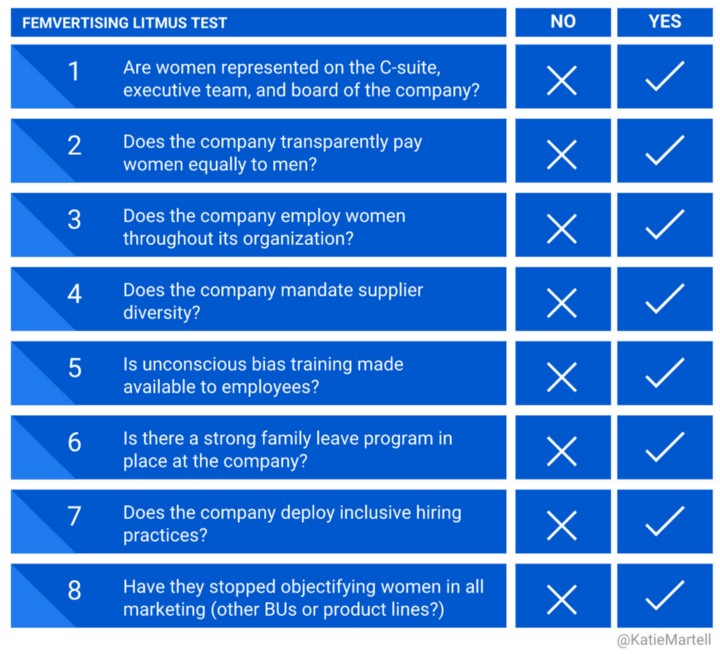 FEMVERTISING LITMUS TEST NO YES
1 Are women represented on the C-suite,
executive team, and board of the company?
2 Does the company transparently pay
women equally to men?
3 Does the company employ women
throughout its organization?
4 Does the company mandate supplier
diversity?
5 Is unconscious bias training made
available to employees?
6 Is there a strong family leave program in
place at the company?
7 Does the company deploy inclusive hiring
practices?
8 Have they stopped objectifying women in all
marketing (other BUs or product lines?)
@KatieMartell